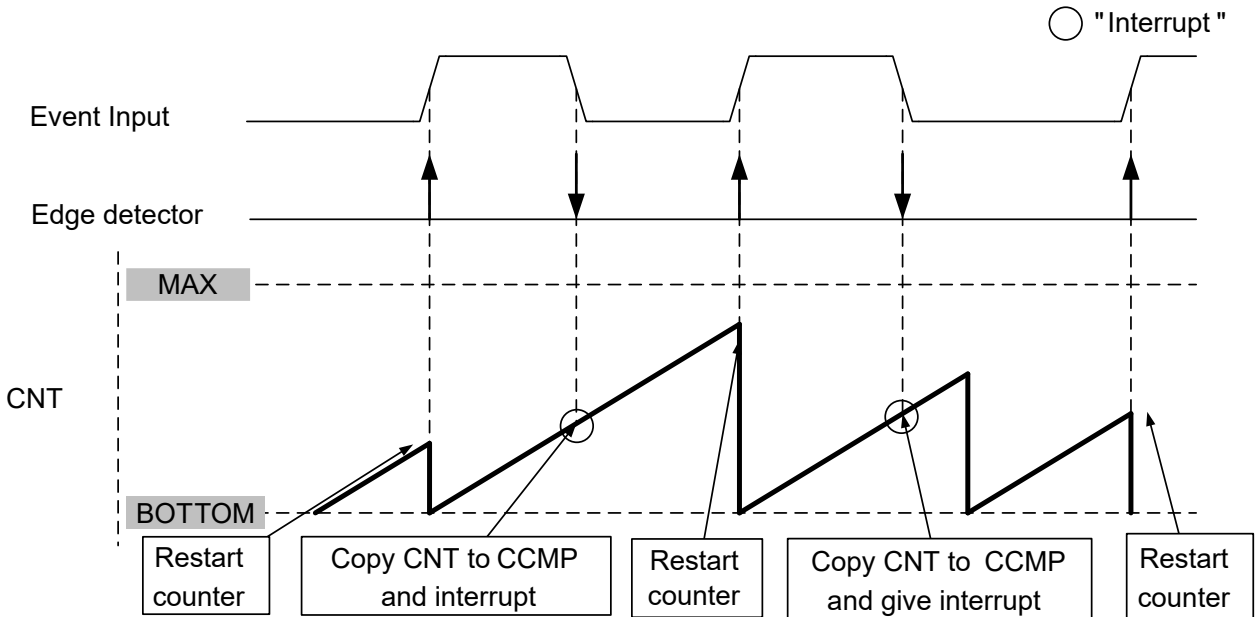 "Interrupt"
Event Input
Edge detector
MAX
CNT
BOTTOM
Restart
counter
Copy CNT to CCMP
and interrupt
Restart
counter
Copy CNT to CCMP
and give interrupt
Restart
counter